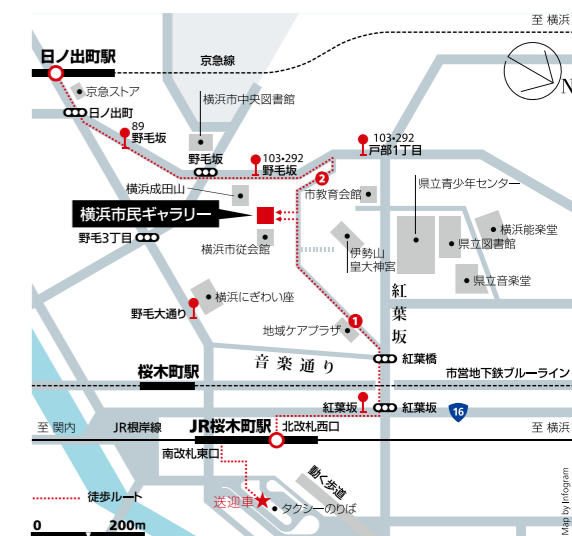 至 横浜
日ノ出町駅
京急線
N
京急ストア
横浜市中央図書館
日ノ出町
89
野毛坂
野毛坂
103・292
野毛坂
103・292
戸部1丁目
2
市教育会館
県立青少年センター
横浜成田山
横浜市民ギャラリー
野毛3丁目
横浜市従会館
伊勢山
皇大神宮
横浜能楽堂
県立図書館
県立音楽堂
横浜にぎわい座
紅葉坂
野毛大通り
1
地域ケアプラザ
音楽通り
紅葉橋
桜木町駅
市営地下鉄ブルーライン
紅葉坂
紅葉坂
16
至 関内
JR根岸線
JR桜木町駅
北改札西口
至 横浜
南改札東口
動く歩道
送迎車
タクシーのりば
徒歩ルート
0
200m
Map by Infogram